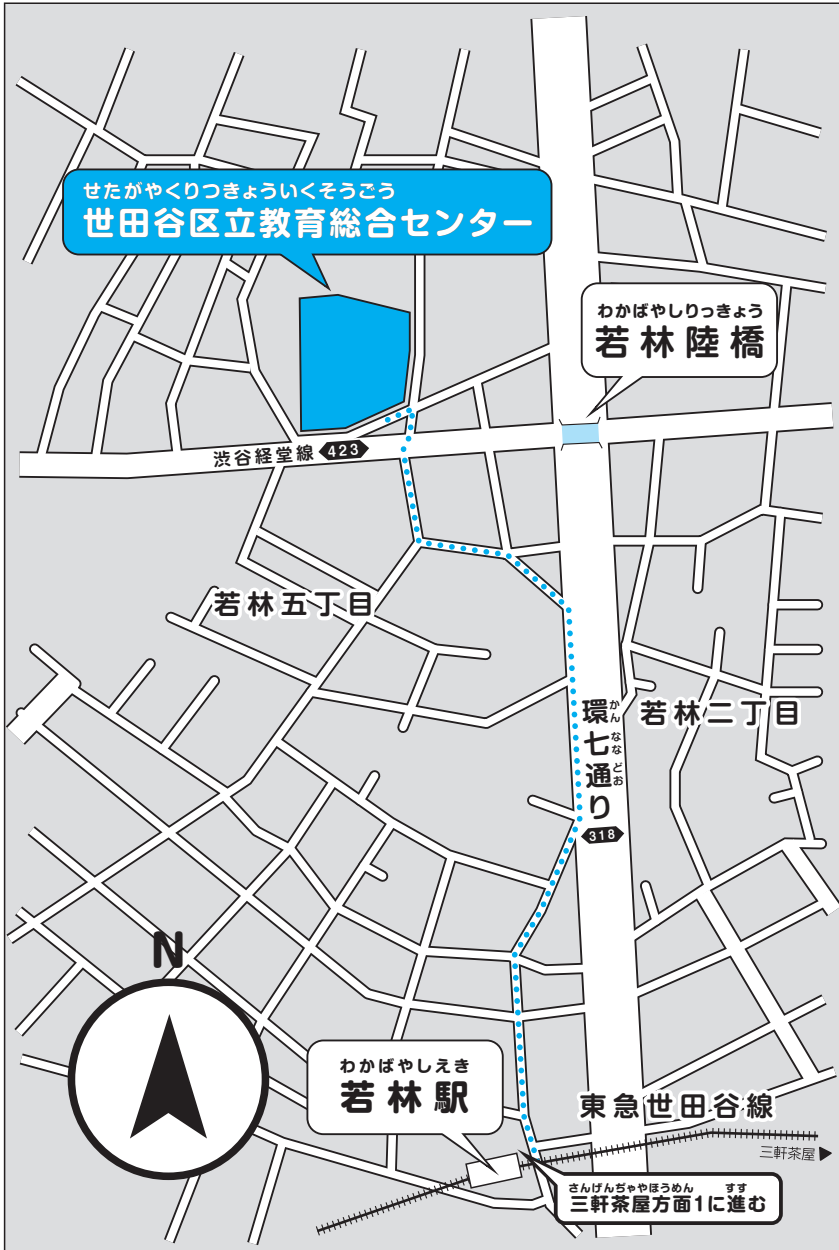 せたがやくりつきょういくそうごう
世田谷区立教育総合センター
わかばやしりっきょう
若林陸橋
渋谷経堂線 423
若林五丁目
環七通り
かん なな どお
318
若林二丁目
N
わかばやしえき
若林駅
東急世田谷線
三軒茶屋 ▶
さんげんぢゃやほうめん すす
三軒茶屋方面1に進む